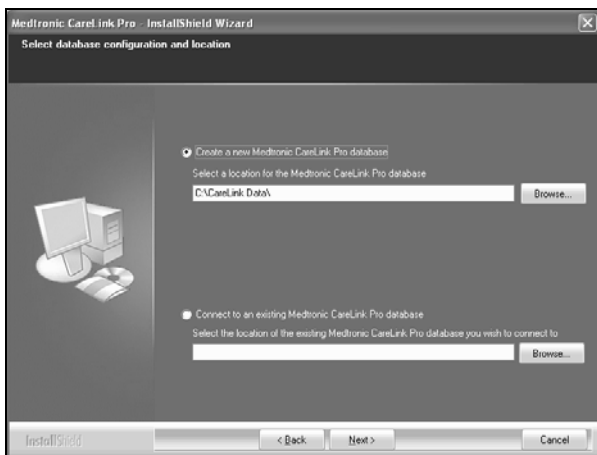 Medtronic CareLink Pro - InstallShield Wizard
Select database configuration and location
Create a new Medtronic CareLink Pro database
Select a location for the Medtronic CareLink Pro database
C:\CareLink Data\
Browse...
Connect to an existing Medtronic CareLink Pro database
Select the location of the existing Medtronic CareLink Pro database you wish to connect to
Browse...
InstallShield
< Back
Next >
Cancel